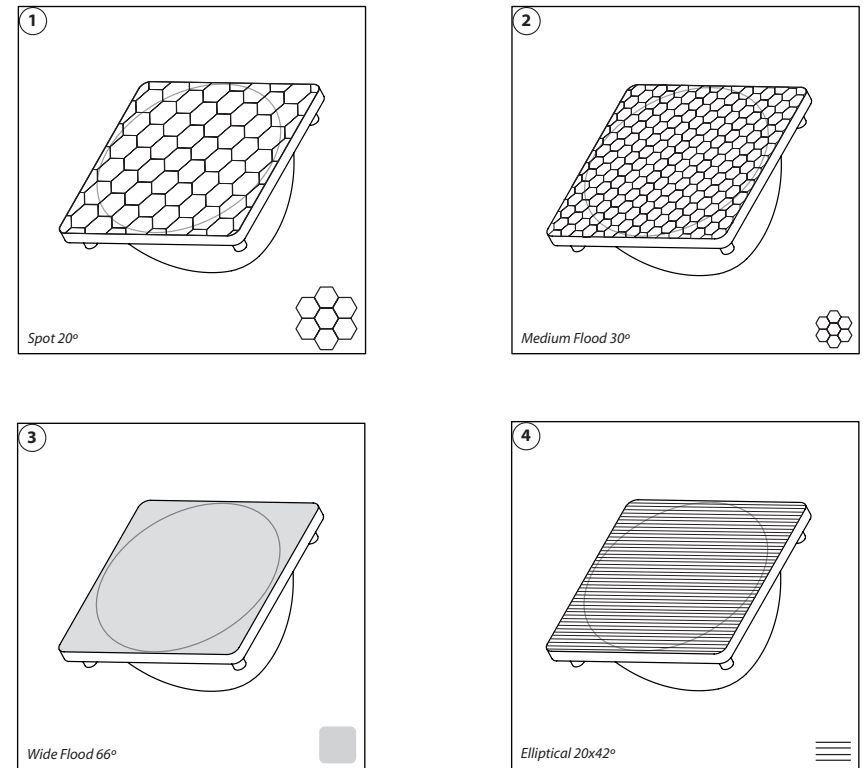 1
Spot 20º
2
Medium Flood 30º
3
Wide Flood 66º
4
Elliptical 20x42º